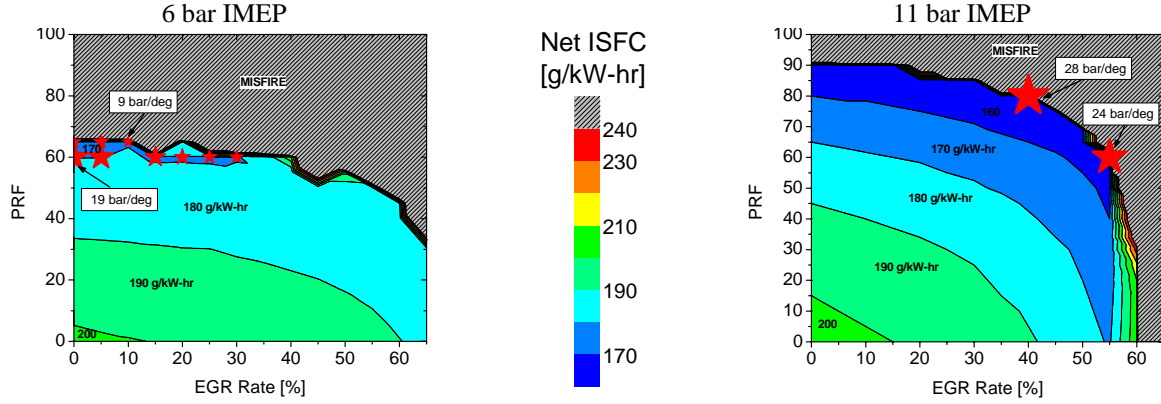 6 bar IMEP
100
80
60
40
20
0
PRF
MISFIRE
9 bar/deg
170
19 bar/deg
180 g/kW-hr
190 g/kW-hr
200
0 10 20 30 40 50 60
EGR Rate [%]
Net ISFC
[g/kW-hr]
240
230
210
190
170
11 bar IMEP
100
90
80
70
60
50
40
30
20
10
0
PRF
MISFIRE
28 bar/deg
24 bar/deg
160
170 g/kW-hr
180 g/kW-hr
190 g/kW-hr
200
0 10 20 30 40 50 60
EGR Rate [%]